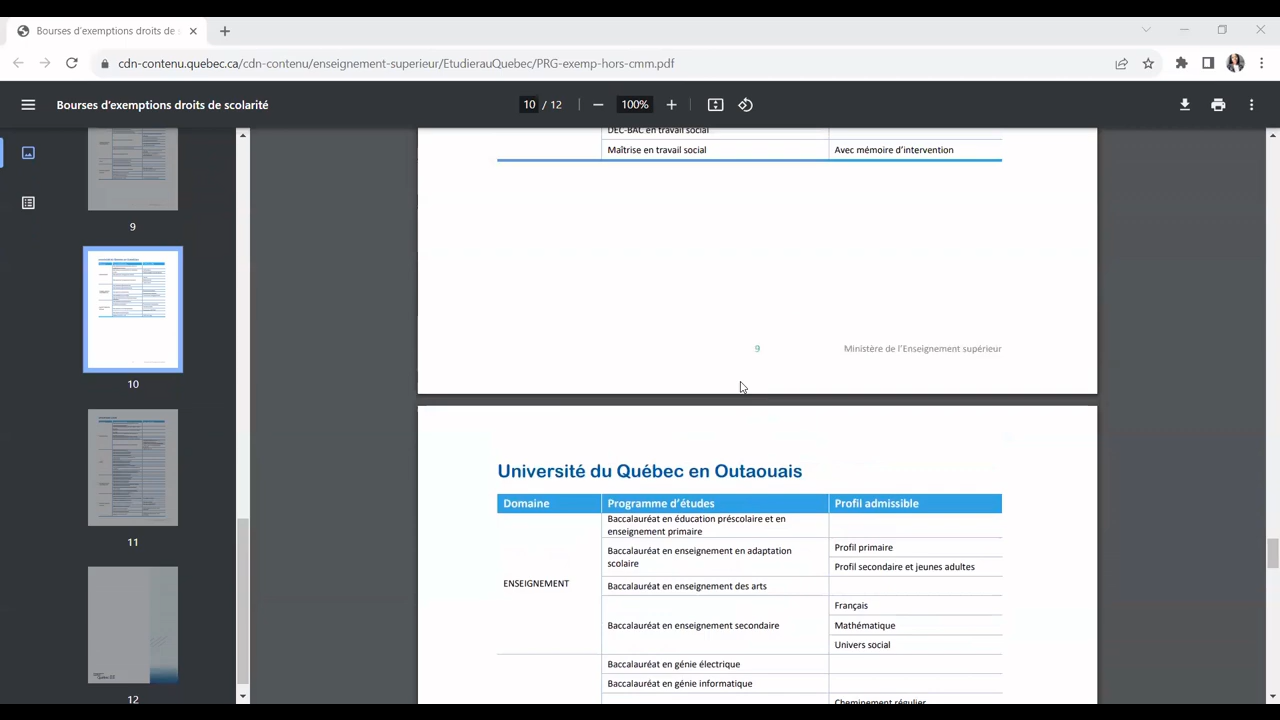 Bourses d'exemptions droits de
cdn-contenu.quebec.ca/cdn-contenu/enseignement-superieur/EtudierauQuebec/PRG-exemp-hors-cmm.pdf
Bourses d'exemptions droits de scolarité
10 / 12
100%
DEC-BAC en travail social
Maîtrise en travail social
Avec mémoire d'intervention
9
Ministère de l'Enseignement supérieur
9
10
11
12
Université du Québec en Outaouais
Domaine
Programme d'études
Profil admissible
ENSEIGNEMENT
Baccalauréat en éducation préscolaire et en
enseignement primaire
Baccalauréat en enseignement en adaptation
scolaire
Profil primaire
Profil secondaire et jeunes adultes
Baccalauréat en enseignement des arts
Baccalauréat en enseignement secondaire
Français
Mathématique
Univers social
Baccalauréat en génie électrique
Baccalauréat en génie informatique
Cheminement régulier